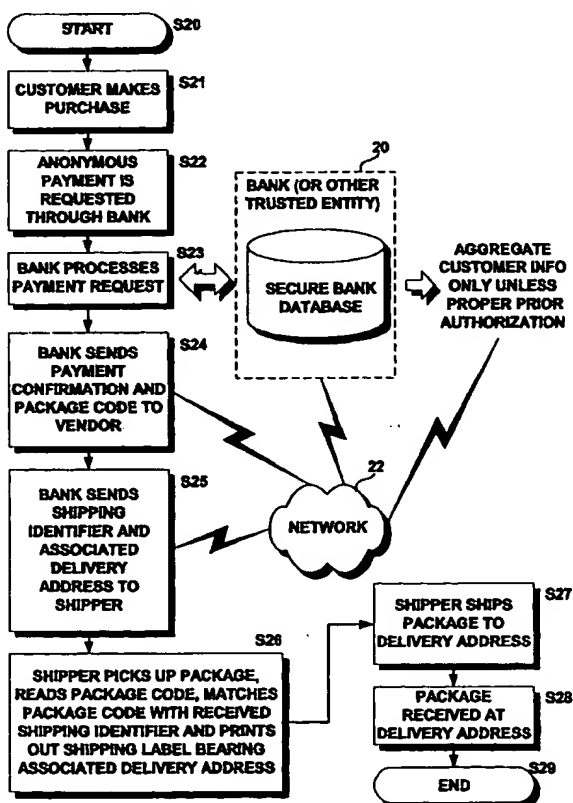 START
S20
CUSTOMER MAKES
PURCHASE
S21
ANONYMOUS
PAYMENT IS
REQUESTED
THROUGH BANK
S22
BANK PROCESSES
PAYMENT REQUEST
S23
20
BANK (OR OTHER
TRUSTED ENTITY)
SECURE BANK
DATABASE
AGGREGATE
CUSTOMER INFO
ONLY UNLESS
PROPER PRIOR
AUTHORIZATION
BANK SENDS
PAYMENT
CONFIRMATION AND
PACKAGE CODE TO
VENDOR
S24
22
NETWORK
BANK SENDS
SHIPPING
IDENTIFIER AND
ASSOCIATED
DELIVERY
ADDRESS TO
SHIPPER
S25
SHIPPER PICKS UP PACKAGE,
READS PACKAGE CODE, MATCHES
PACKAGE CODE WITH RECEIVED
SHIPPING IDENTIFIER AND PRINTS
OUT SHIPPING LABEL BEARING
ASSOCIATED DELIVERY ADDRESS
S26
SHIPPER SHIPS
PACKAGE TO
DELIVERY ADDRESS
S27
PACKAGE
RECEIVED AT
DELIVERY ADDRESS
S28
END
S29